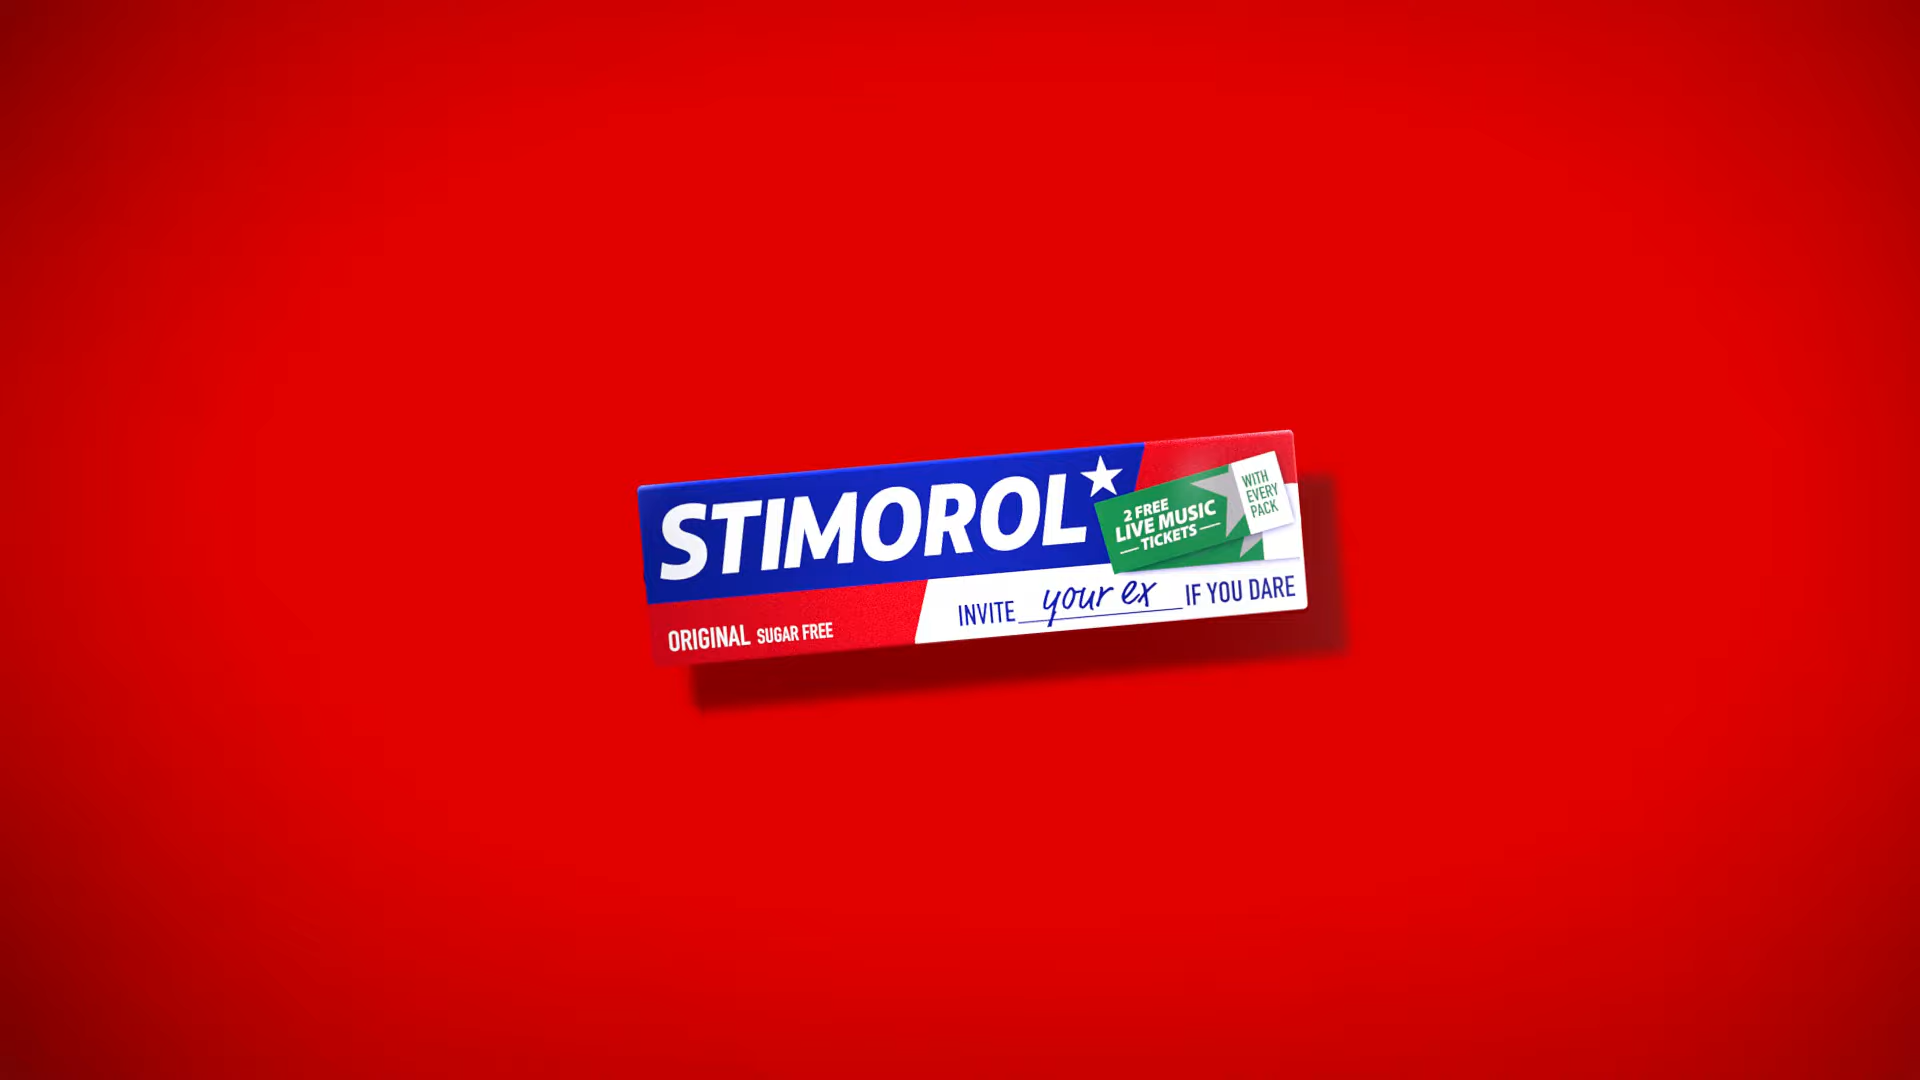 STIMOROL
2 FREE
LIVE MUSIC
TICKETS
WITH
EVERY
PACK
INVITE your ex IF YOU DARE
ORIGINAL SUGAR FREE